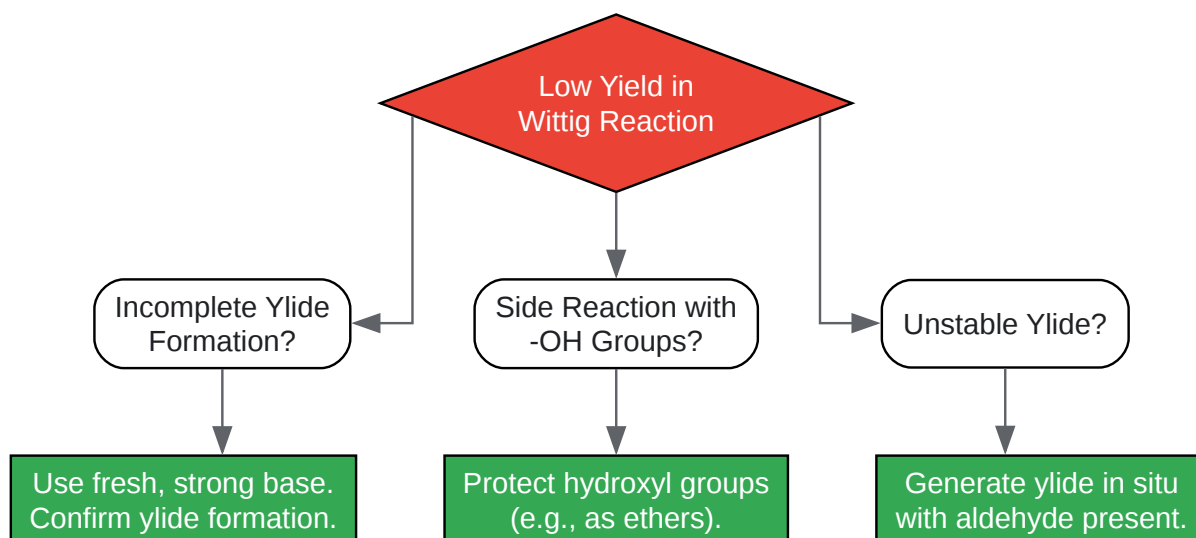 Low Yield in
Wittig Reaction
Incomplete Ylide
Formation?
Side Reaction with
-OH Groups?
Unstable Ylide?
Use fresh, strong base.
Confirm ylide formation.
Protect hydroxyl groups
(e.g., as ethers).
Generate ylide in situ
with aldehyde present.